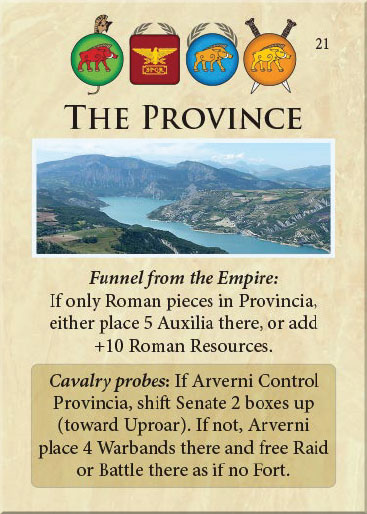 21
SPQR
The Province
Funnel from the Empire:
If only Roman pieces in Provincia,
either place 5 Auxilia there, or add
+10 Roman Resources.
Cavalry probes: If Arverni Control
Provincia, shift Senate 2 boxes up
(toward Uproar). If not, Arverni
place 4 Warbands there and free Raid
or Battle there as if no Fort.